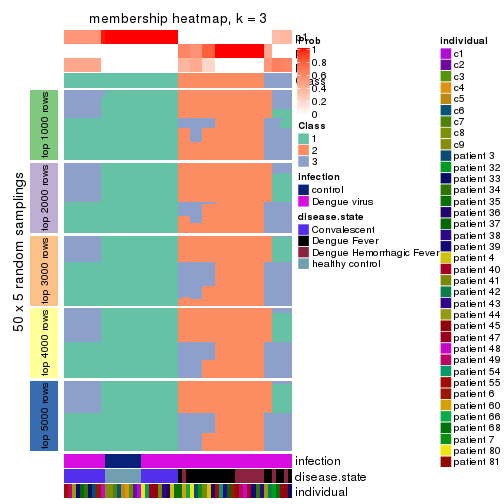 membership heatmap, k = 3
50 x 5 random samplings
top 1000 rows
top 2000 rows
top 3000 rows
top 4000 rows
top 5000 rows
p1
Class
infection
disease.state
individual
Prob
1
0.8
0.6
0.4
0.2
0
Class
1
2
3
infection
control
Dengue virus
disease.state
Convalescent
Dengue Fever
Dengue Hemorrhagic Fever
healthy control
individual
c1
c2
c3
c4
c5
c6
c7
c8
c9
patient 3
patient 32
patient 33
patient 34
patient 35
patient 36
patient 37
patient 38
patient 39
patient 4
patient 40
patient 41
patient 42
patient 43
patient 44
patient 45
patient 47
patient 48
patient 49
patient 54
patient 55
patient 6
patient 60
patient 66
patient 68
patient 7
patient 80
patient 81